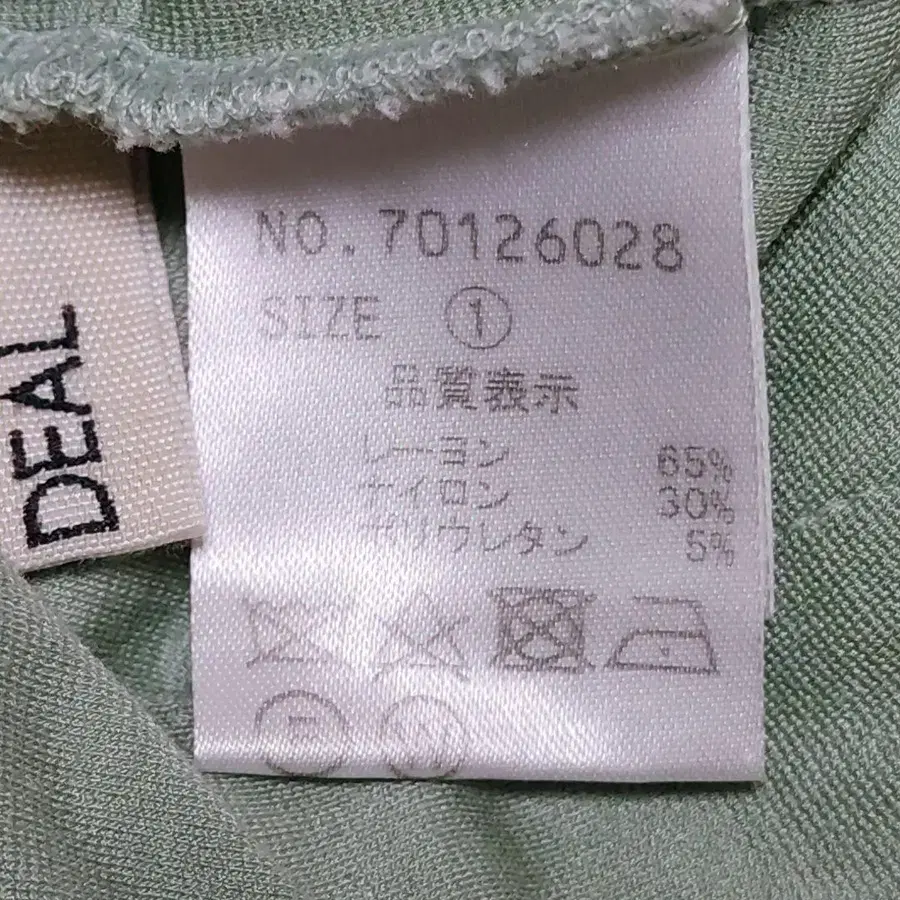 DEAL
NO.70126028
SIZE ①
品質表示
レーヨン 65%
ナイロン 30%
ポリウレタン 5%